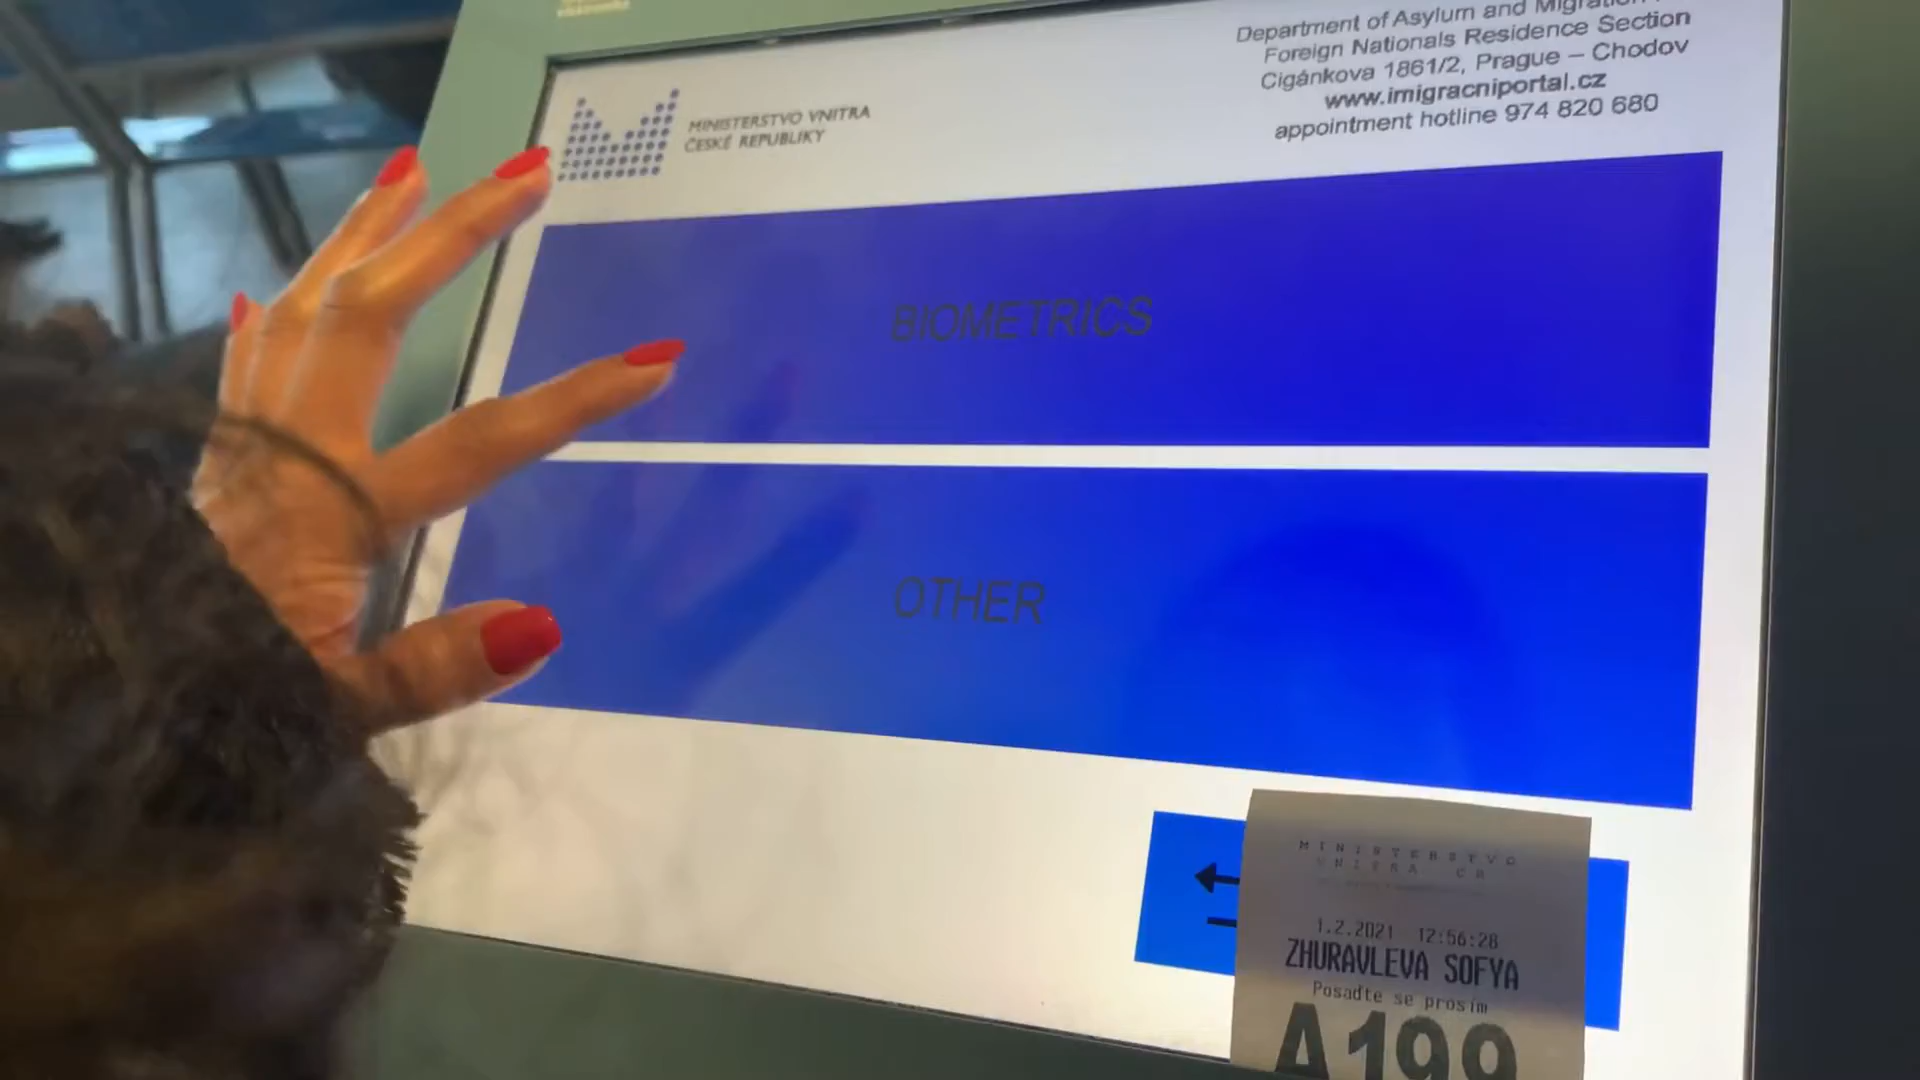 Department of Asylum and Migration
Foreign Nationals Residence Section
Cigánkova 1861/2, Prague – Chodov
www.imigracniportal.cz
appointment hotline 974 820 680
MINISTERSTVO VNITRA
ČESKÉ REPUBLIKY
BIOMETRICS
OTHER
MINISTERSTVO
VNITRA ČR
1.2.2021 12:56:28
ZHURAVLEVA SOFYA
Posaďte se prosím
A199